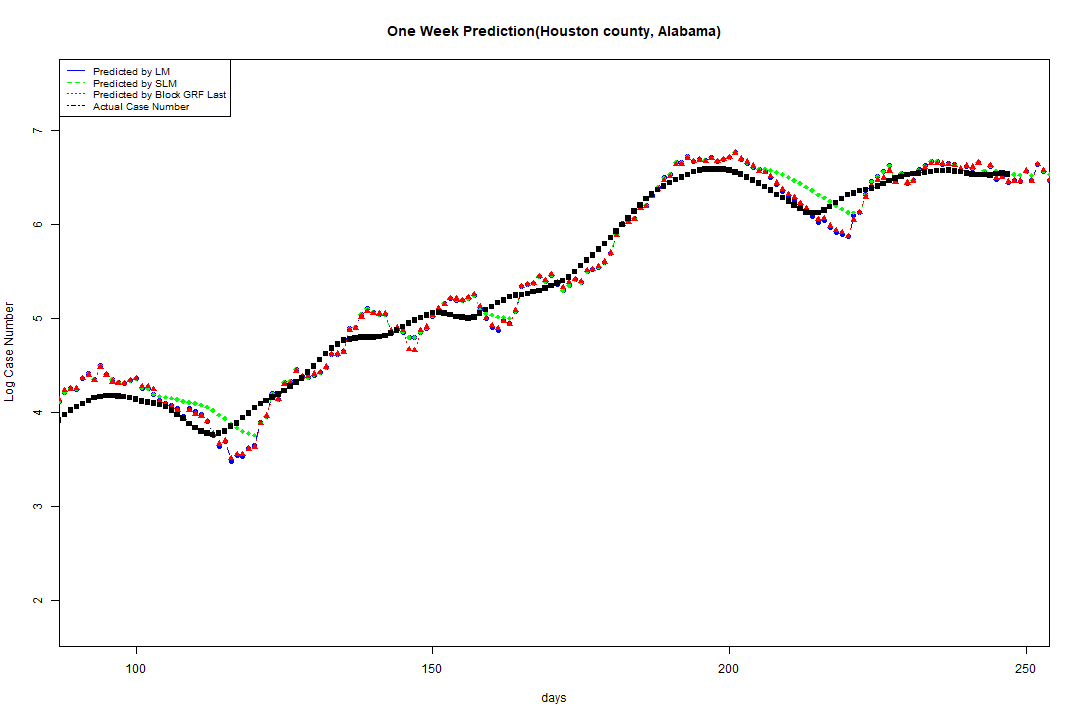 One Week Prediction(Houston county, Alabama)
Predicted by LM
Predicted by SLM
Predicted by Block GRF Last
Actual Case Number
7
6
5
4
3
2
Log Case Number
100 150 200 250
days